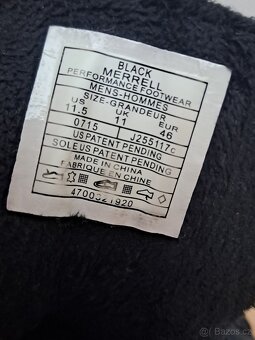 BLACK
MERRELL
PERFORMANCE FOOTWEAR
MENS-HOMMES
SIZE-GRANDEUR
US UK EUR
11.5 11 46
0715 J255117c
US PATENT PENDING
SOLE US PATENT PENDING
MADE IN CHINA
FABRIQUE EN CHINE
4700321920
Bazos.cz